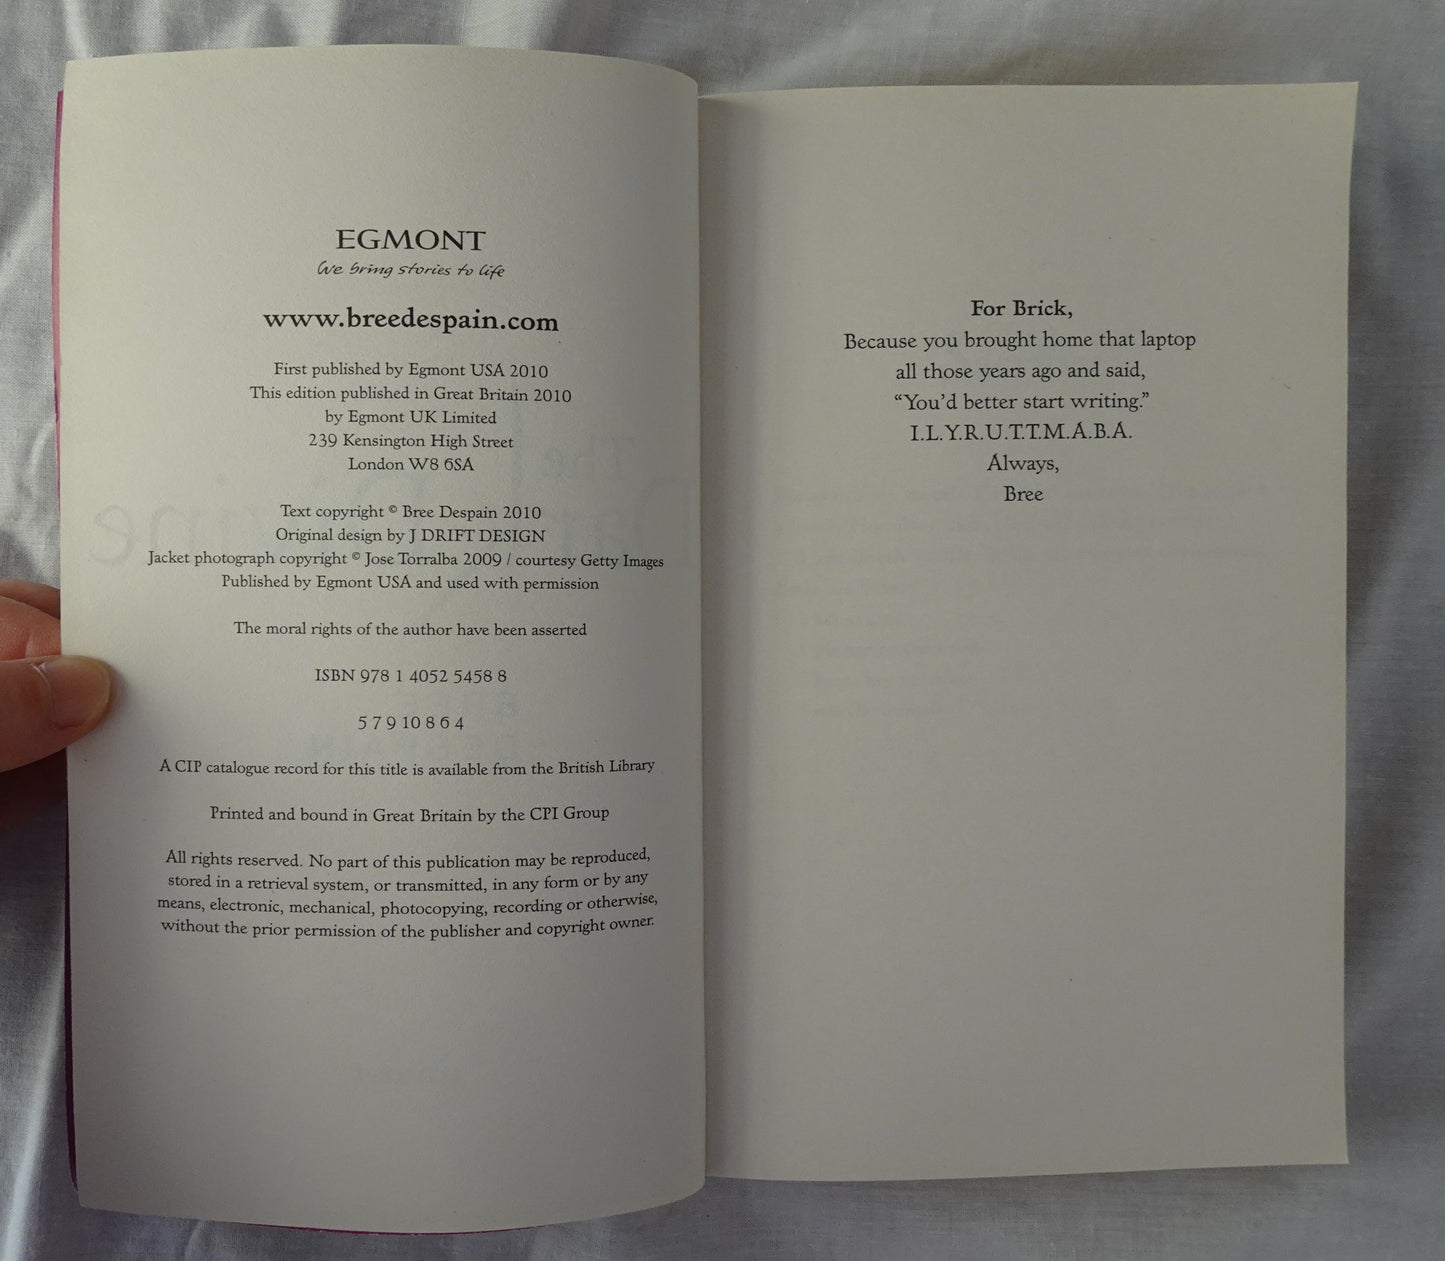 EGMONT
We bring stories to life
www.breedespain.com
First published by Egmont USA 2010
This edition published in Great Britain 2010
by Egmont UK Limited
239 Kensington High Street
London W8 6SA
Text copyright © Bree Despain 2010
Original design by J DRIFT DESIGN
Jacket photograph copyright © Jose Torralba 2009 / courtesy Getty Images
Published by Egmont USA and used with permission
The moral rights of the author have been asserted
ISBN 978 1 4052 5458 8
5 7 9 10 8 6 4
A CIP catalogue record for this title is available from the British Library
Printed and bound in Great Britain by the CPI Group
All rights reserved. No part of this publication may be reproduced,
stored in a retrieval system, or transmitted, in any form or by any
means, electronic, mechanical, photocopying, recording or otherwise,
without the prior permission of the publisher and copyright owner.
For Brick,
Because you brought home that laptop
all those years ago and said,
“You’d better start writing.”
I.L.Y.R.U.T.T.M.A.B.A.
Always,
Bree